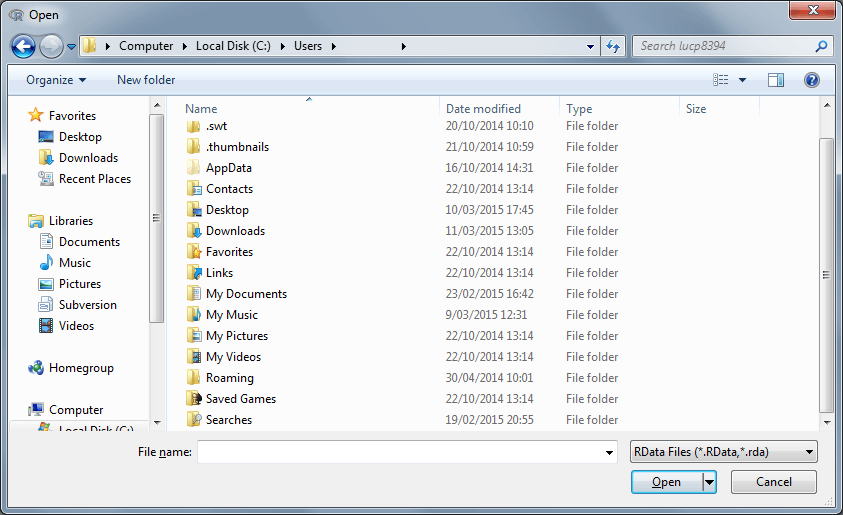 Open
Computer Local Disk (C:) Users Search lucp8394
Organize New folder
Name Date modified Type Size
Favorites
Desktop
Downloads
Recent Places
Libraries
Documents
Music
Pictures
Subversion
Videos
Homegroup
Computer
Local Disk (C:)
.swt 20/10/2014 10:10 File folder
.thumbnails 21/10/2014 10:59 File folder
AppData 16/10/2014 14:31 File folder
Contacts 22/10/2014 13:14 File folder
Desktop 10/03/2015 17:45 File folder
Downloads 11/03/2015 13:05 File folder
Favorites 22/10/2014 13:14 File folder
Links 22/10/2014 13:14 File folder
My Documents 23/02/2015 16:42 File folder
My Music 9/03/2015 12:31 File folder
My Pictures 22/10/2014 13:14 File folder
My Videos 22/10/2014 13:14 File folder
Roaming 30/04/2014 10:01 File folder
Saved Games 22/10/2014 13:14 File folder
Searches 19/02/2015 20:55 File folder
File name: RData Files (*.RData,*.rda)
Open Cancel